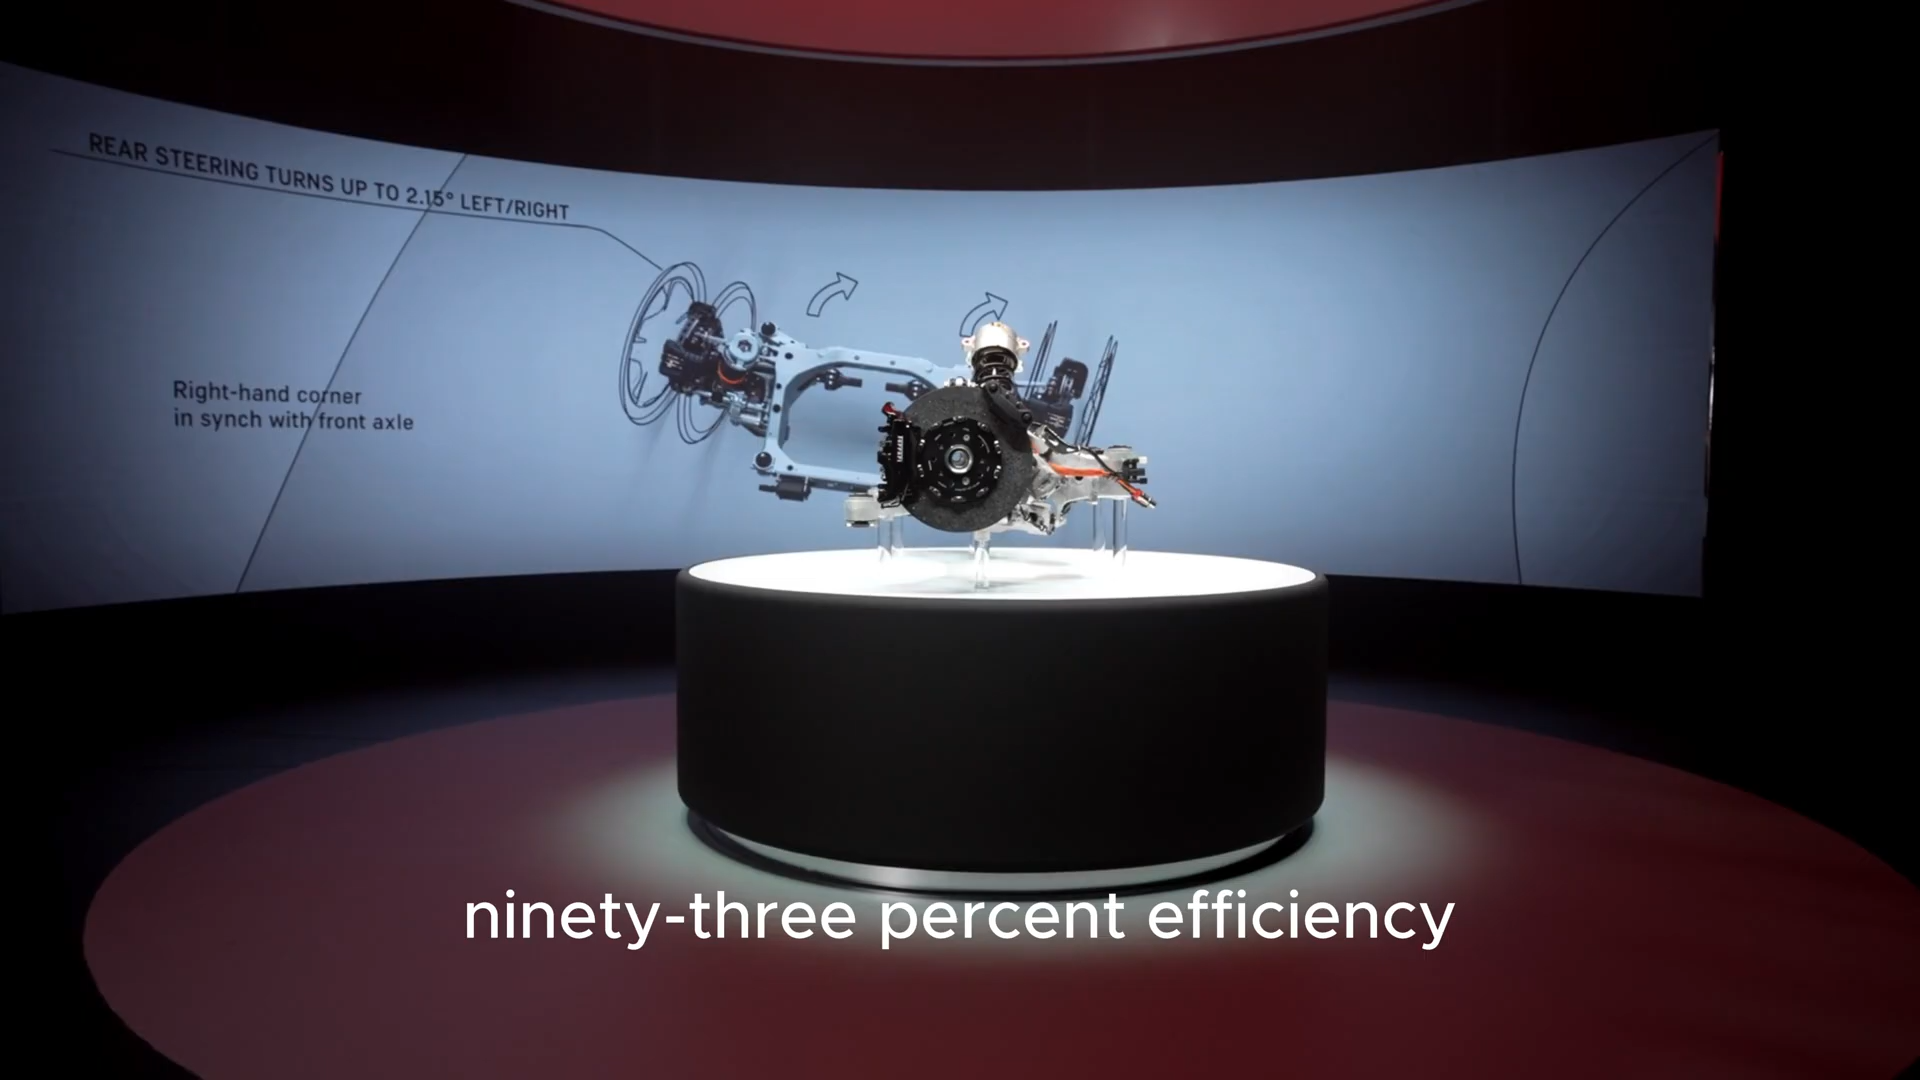 REAR STEERING TURNS UP TO 2.15° LEFT/RIGHT
Right-hand corner
in synch with front axle
ninety-three percent efficiency